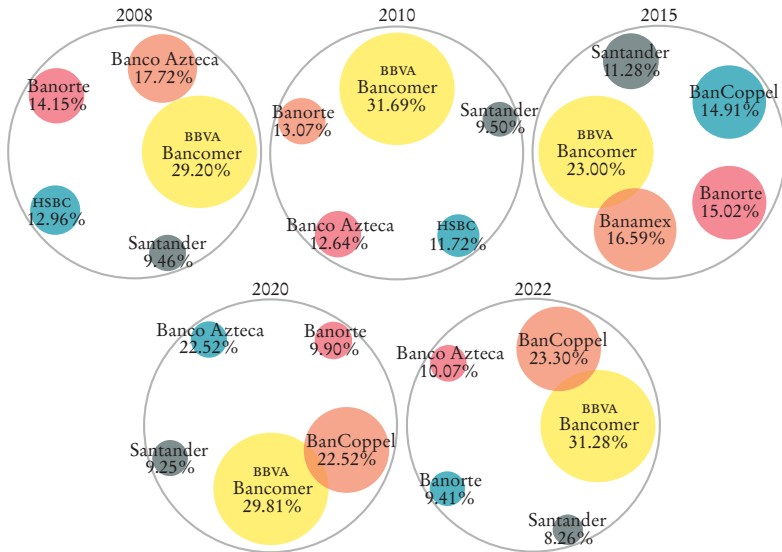 2008
Banco Azteca
17.72%
Banorte
14.15%
BBVA
Bancomer
29.20%
HSBC
12.96%
Santander
9.46%
2010
BBVA
Bancomer
31.69%
Banorte
13.07%
Santander
9.50%
Banco Azteca
12.64%
HSBC
11.72%
2015
Santander
11.28%
BanCoppel
14.91%
BBVA
Bancomer
23.00%
Banorte
15.02%
Banamex
16.59%
2020
Banco Azteca
22.52%
Banorte
9.90%
BanCoppel
22.52%
Santander
9.25%
BBVA
Bancomer
29.81%
2022
BanCoppel
23.30%
Banco Azteca
10.07%
BBVA
Bancomer
31.28%
Banorte
9.41%
Santander
8.26%